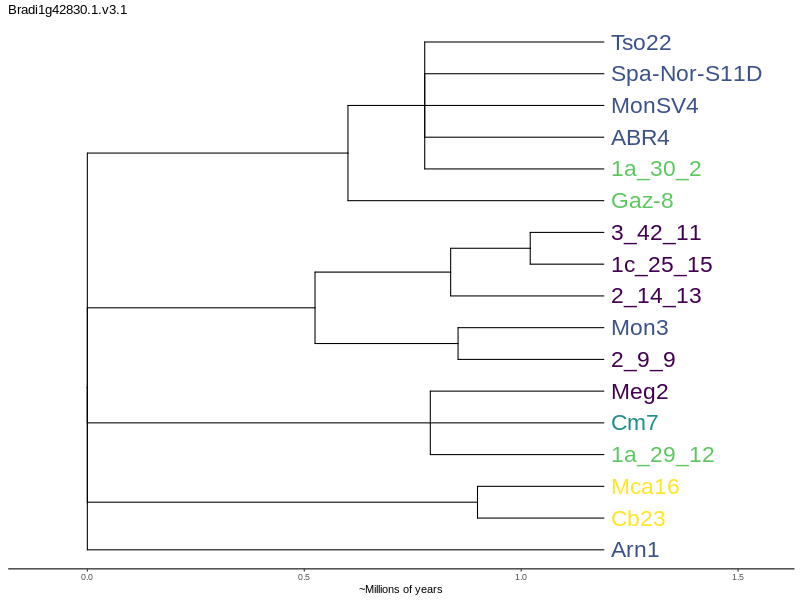 Bradi1g42830.1.v3.1
Tso22
Spa-Nor-S11D
MonSV4
ABR4
1a_30_2
Gaz-8
3_42_11
1c_25_15
2_14_13
Mon3
2_9_9
Meg2
Cm7
1a_29_12
Mca16
Cb23
Arn1
0.0 0.5 1.0 1.5
~Millions of years